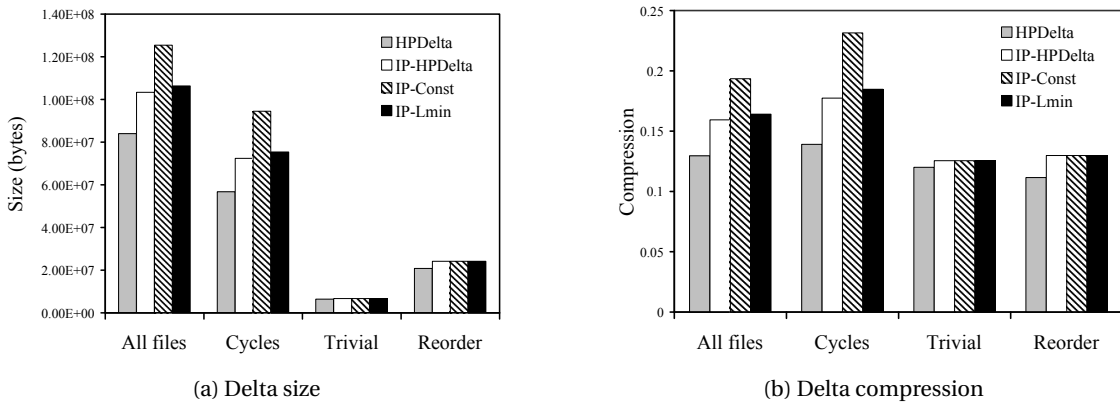 1.40E+08
1.20E+08
1.00E+08
8.00E+07
6.00E+07
4.00E+07
2.00E+07
0.00E+00
Size (bytes)
HPDelta
IP-HPDelta
IP-Const
IP-Lmin
All files Cycles Trivial Reorder
(a) Delta size
0.25
0.2
0.15
0.1
0.05
0
Compression
HPDelta
IP-HPDelta
IP-Const
IP-Lmin
All files Cycles Trivial Reorder
(b) Delta compression